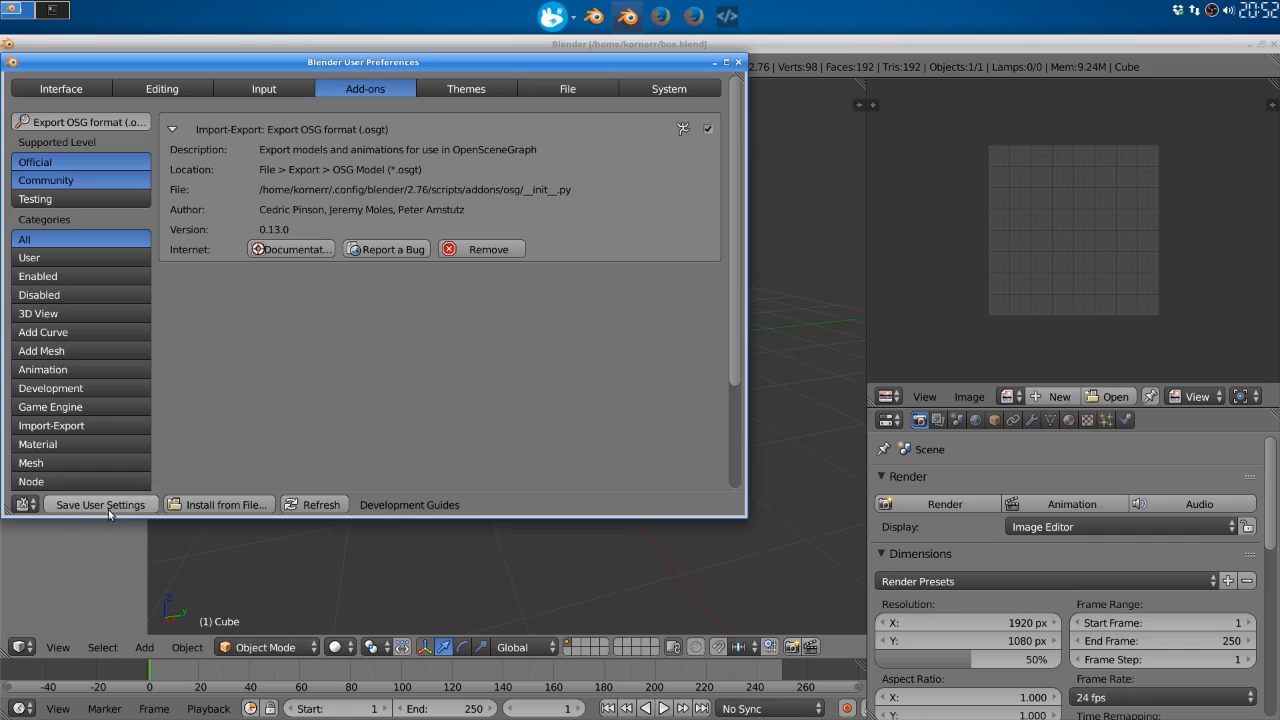 20:52
Blender [/home/karnerr/box.blend]
Blender User Preferences
2.76 | Verts:98 | Faces:192 | Tris:192 | Objects:1/1 | Lamps:0/0 | Mem:9.24M | Cube
Interface
Editing
Input
Add-ons
Themes
File
System
Export OSG format (.o...
Supported Level
Official
Community
Testing
Categories
All
User
Enabled
Disabled
3D View
Add Curve
Add Mesh
Animation
Development
Game Engine
Import-Export
Material
Mesh
Node
Import-Export: Export OSG format (.osgt)
Description: Export models and animations for use in OpenSceneGraph
Location: File > Export > OSG Model (*.osgt)
File: /home/kornerr/.config/blender/2.76/scripts/addons/osg/__init__.py
Author: Cedric Pinson, Jeremy Moles, Peter Amstutz
Version: 0.13.0
Internet: Documentat... Report a Bug Remove
Save User Settings
Install from File...
Refresh
Development Guides
(1) Cube
View Select Add Object Object Mode Global
-40 -20 0 20 40 60 80 100 120 140 160 180 200 220 240 260
View Marker Frame Playback Start: 1 End: 250 1 No Sync
View Image New Open View
Scene
Render
Render Animation Audio
Display: Image Editor
Dimensions
Render Presets
Resolution:
X: 1920 px
Y: 1080 px
50%
Aspect Ratio:
X: 1.000
1.000
Frame Range:
Start Frame: 1
End Frame: 250
Frame Step: 1
Frame Rate:
24 fps
Time Remapping: